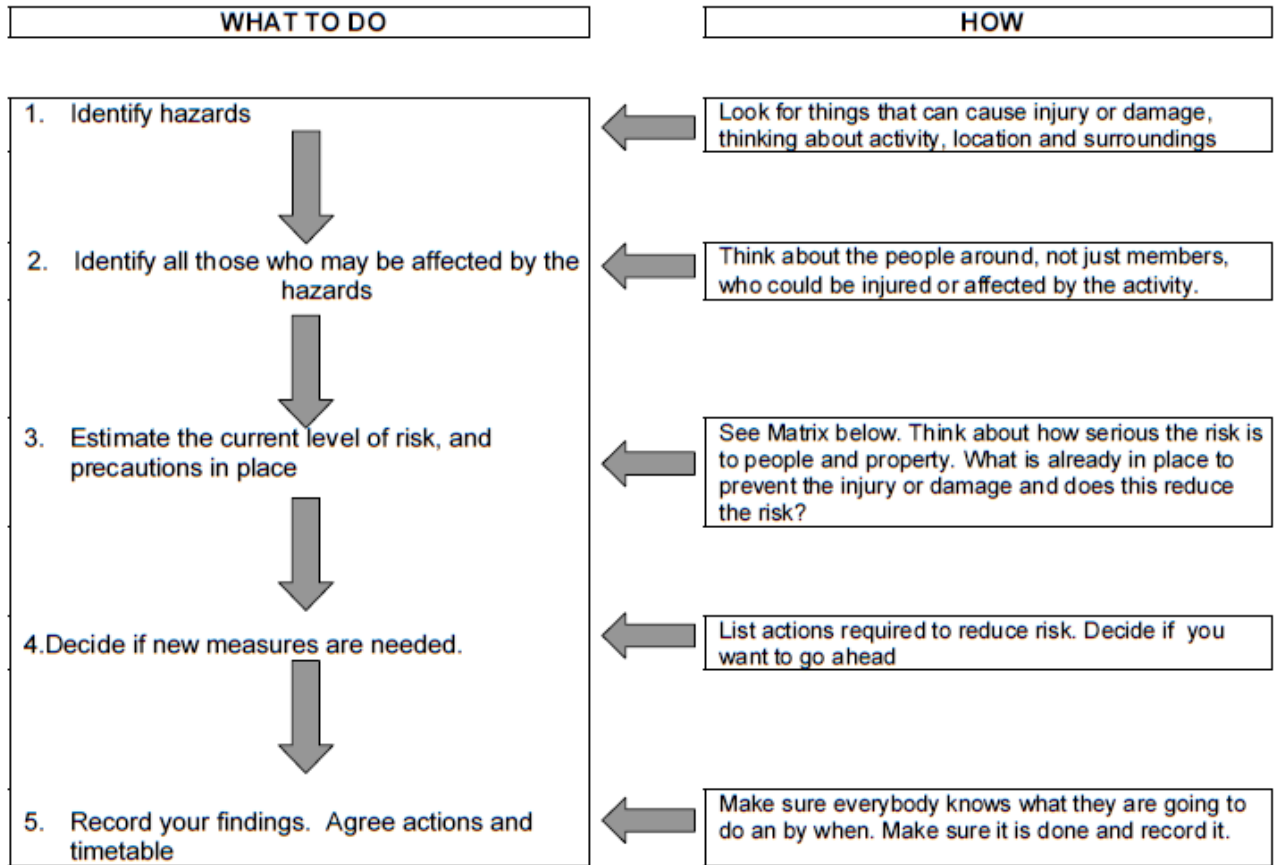 WHAT TO DO
HOW
1. Identify hazards
Look for things that can cause injury or damage,
thinking about activity, location and surroundings
2. Identify all those who may be affected by the
hazards
Think about the people around, not just members,
who could be injured or affected by the activity.
3. Estimate the current level of risk, and
precautions in place
See Matrix below. Think about how serious the risk is
to people and property. What is already in place to
prevent the injury or damage and does this reduce
the risk?
4.Decide if new measures are needed.
List actions required to reduce risk. Decide if you
want to go ahead
5. Record your findings. Agree actions and
timetable
Make sure everybody knows what they are going to
do an by when. Make sure it is done and record it.